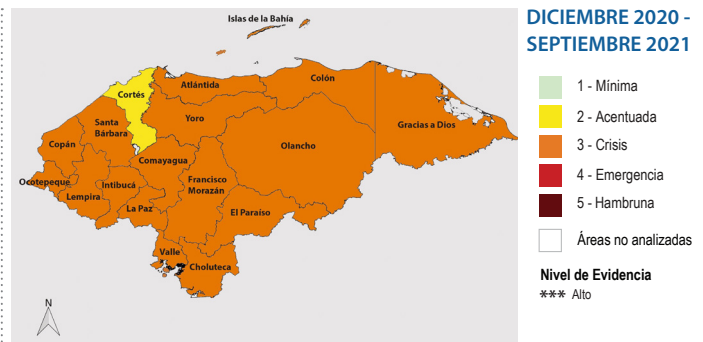 DICIEMBRE 2020 -
SEPTIEMBRE 2021
1 - Mínima
2 - Acentuada
3 - Crisis
4 - Emergencia
5 - Hambruna
Áreas no analizadas
Nivel de Evidencia
*** Alto
Islas de la Bahía
Cortés
Atlántida
Colón
Santa
Bárbara
Yoro
Gracias a Dios
Copán
Olancho
Comayagua
Ocotepeque
Intibucá
Francisco
Morazán
Lempira
La Paz
El Paraíso
Valle
Choluteca
N